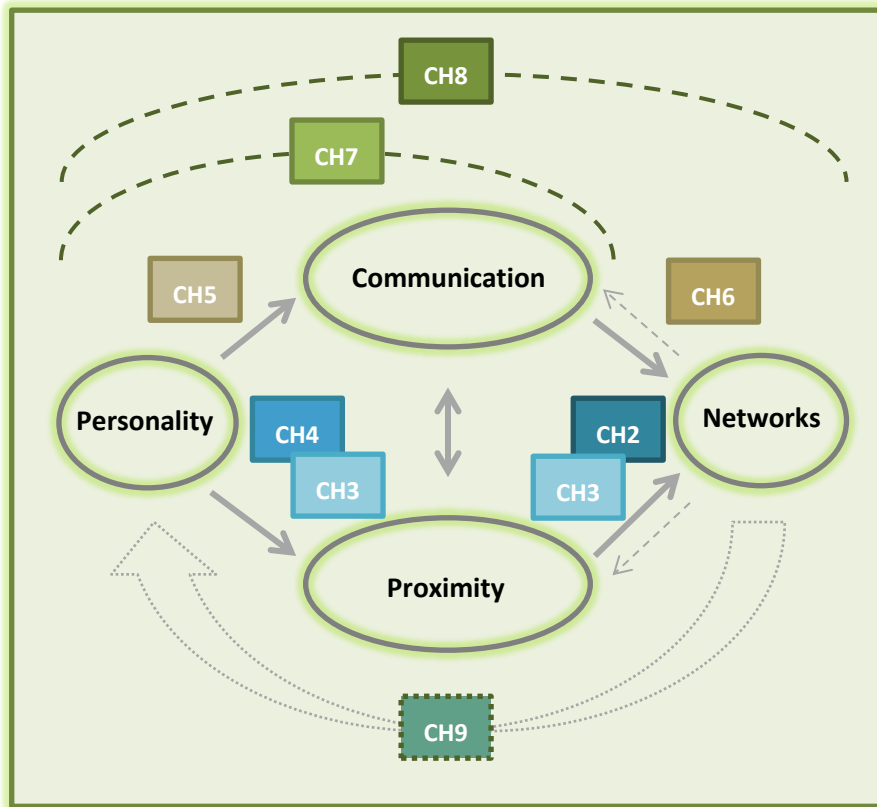 CH8
CH7
Communication
CH5
CH6
Personality
Networks
CH4
CH2
CH3
CH3
Proximity
CH9